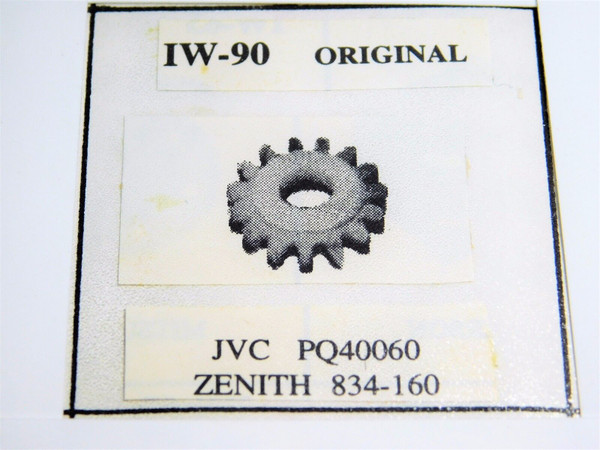 IW-90 ORIGINAL
JVC PQ40060
ZENITH 834-160